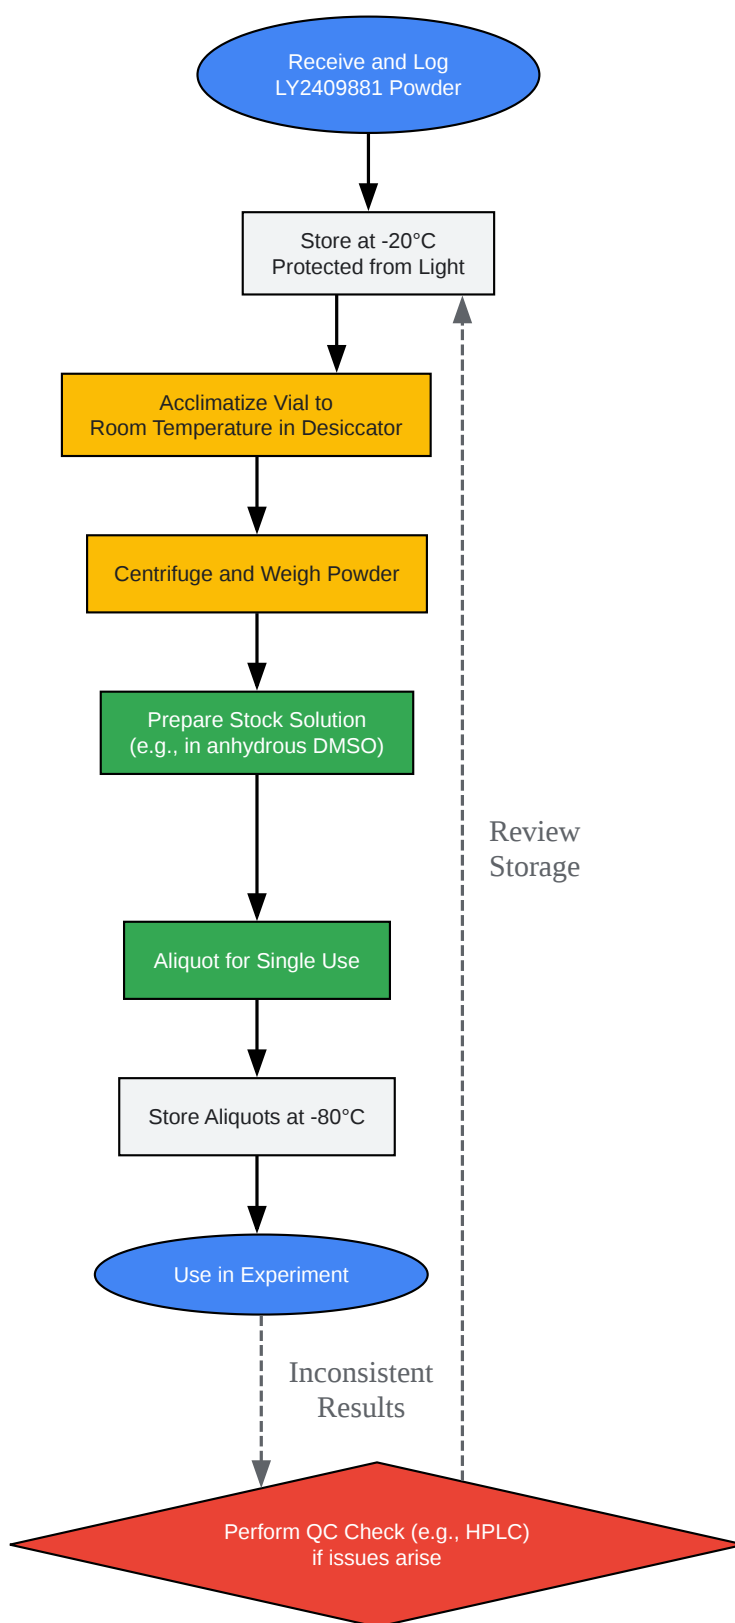 Receive and Log
LY2409881 Powder
Store at -20°C
Protected from Light
Acclimatize Vial to
Room Temperature in Desiccator
Centrifuge and Weigh Powder
Prepare Stock Solution
(e.g., in anhydrous DMSO)
Review
Storage
Aliquot for Single Use
Store Aliquots at -80°C
Use in Experiment
Inconsistent
Results
Perform QC Check (e.g., HPLC)
if issues arise